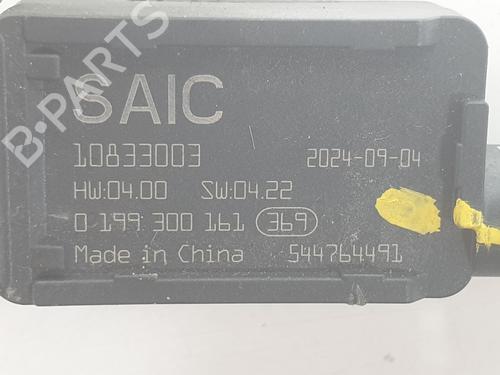 SAIC
10833003 2024-09-04
HW:04.00 SW:04.22
0 199 300 161 369
Made in China 544764491
B-PARTS